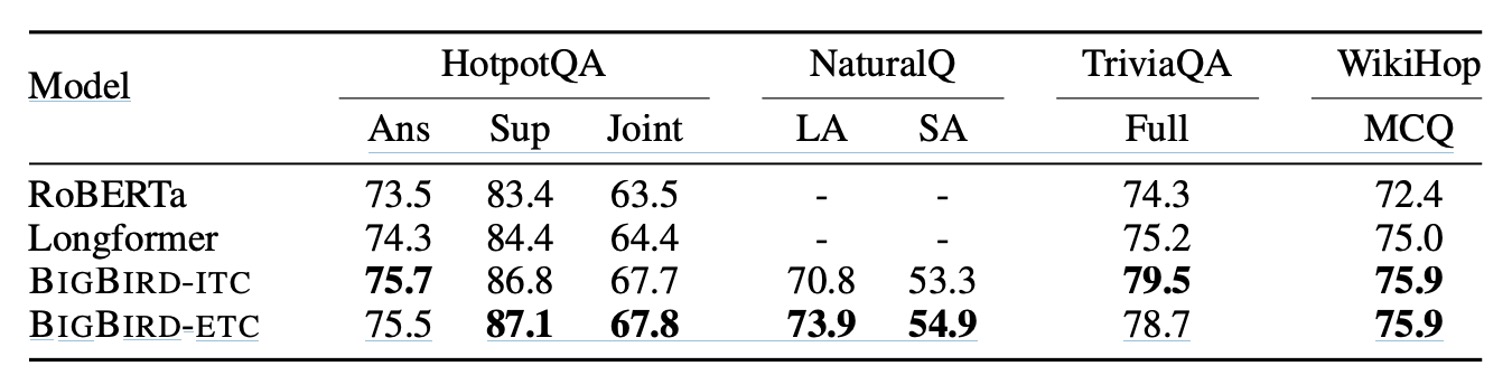 Model HotpotQA NaturalQ TriviaQA WikiHop
Ans Sup Joint LA SA Full MCQ
RoBERTa 73.5 83.4 63.5 - - 74.3 72.4
Longformer 74.3 84.4 64.4 - - 75.2 75.0
BIGBIRD-ITC 75.7 86.8 67.7 70.8 53.3 79.5 75.9
BIGBIRD-ETC 75.5 87.1 67.8 73.9 54.9 78.7 75.9